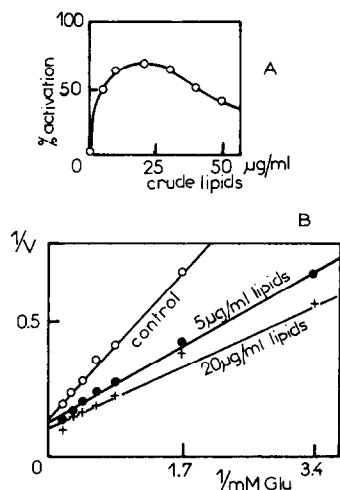 100
A
% activation
50
0
0 25 50 µg/ml
crude lipids
B
1/V
control
5µg/ml lipids
0.5
20µg/ml lipids
0
1.7 3.4
1/mM Glu